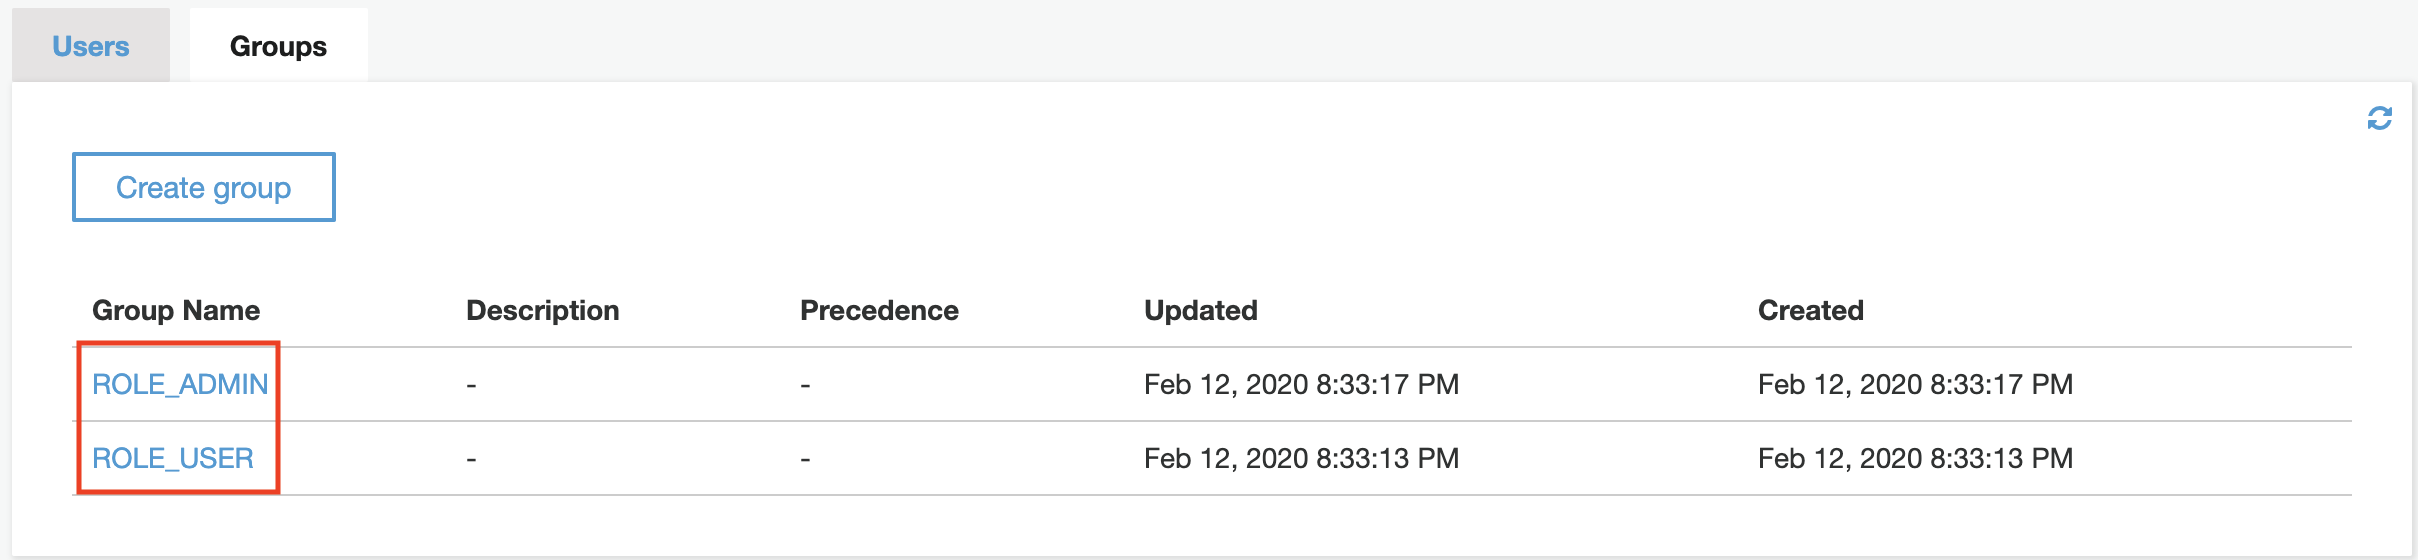 Users Groups
Create group
Group Name Description Precedence Updated Created
ROLE_ADMIN - - Feb 12, 2020 8:33:17 PM Feb 12, 2020 8:33:17 PM
ROLE_USER - - Feb 12, 2020 8:33:13 PM Feb 12, 2020 8:33:13 PM